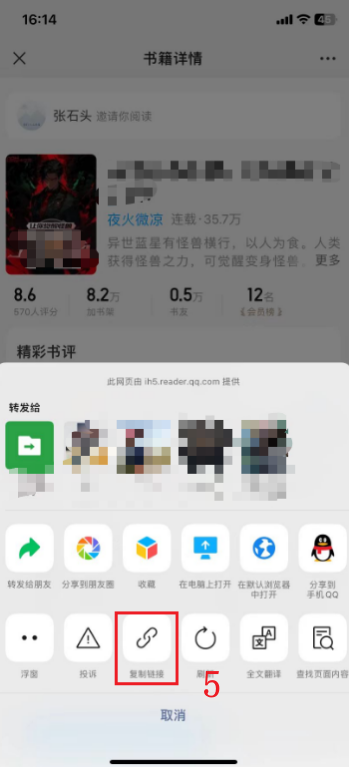 16:14
46
书籍详情
张石头 邀请你阅读
夜火微凉 连载·35.7万
异世蓝星有怪兽横行，以人为食。人类
获得怪兽之力，可觉醒变身怪兽. 更多
8.6 8.2万 0.5万 12名
570人评分 加书架 书友 《会员榜》
精彩书评
此网页由 ih5.reader.qq.com 提供
转发给
转发给朋友 分享到朋友圈 收藏 在电脑上打开 在默认浏览器中打开 分享到手机QQ
浮窗 投诉 复制链接 刷新 全文翻译 查找页面内容
5
取消